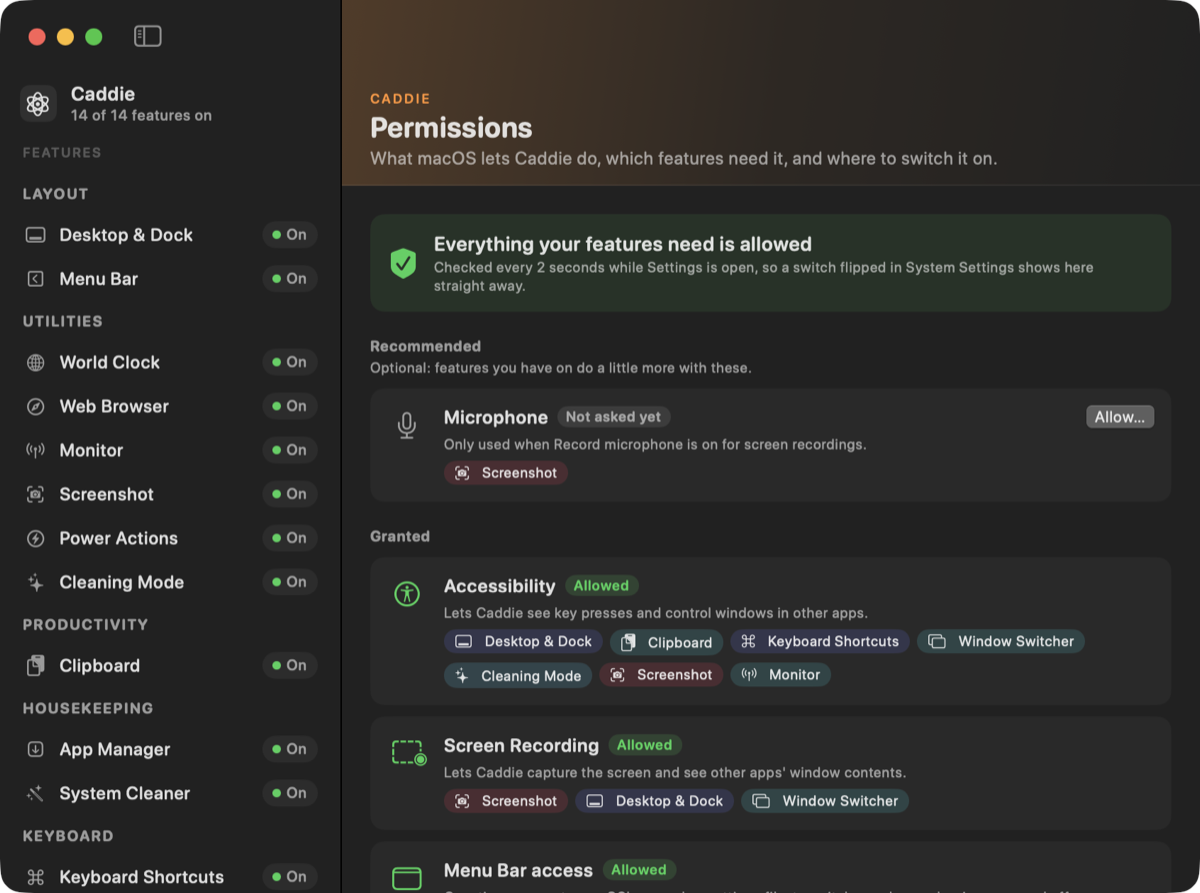 Caddie
14 of 14 features on
FEATURES
LAYOUT
Desktop & Dock On
Menu Bar On
UTILITIES
World Clock On
Web Browser On
Monitor On
Screenshot On
Power Actions On
Cleaning Mode On
PRODUCTIVITY
Clipboard On
HOUSEKEEPING
App Manager On
System Cleaner On
KEYBOARD
Keyboard Shortcuts On
CADDIE
Permissions
What macOS lets Caddie do, which features need it, and where to switch it on.
Everything your features need is allowed
Checked every 2 seconds while Settings is open, so a switch flipped in System Settings shows here
straight away.
Recommended
Optional: features you have on do a little more with these.
Microphone Not asked yet Allow...
Only used when Record microphone is on for screen recordings.
Screenshot
Granted
Accessibility Allowed
Lets Caddie see key presses and control windows in other apps.
Desktop & Dock Clipboard Keyboard Shortcuts Window Switcher
Cleaning Mode Screenshot Monitor
Screen Recording Allowed
Lets Caddie capture the screen and see other apps' window contents.
Screenshot Desktop & Dock Window Switcher
Menu Bar access Allowed